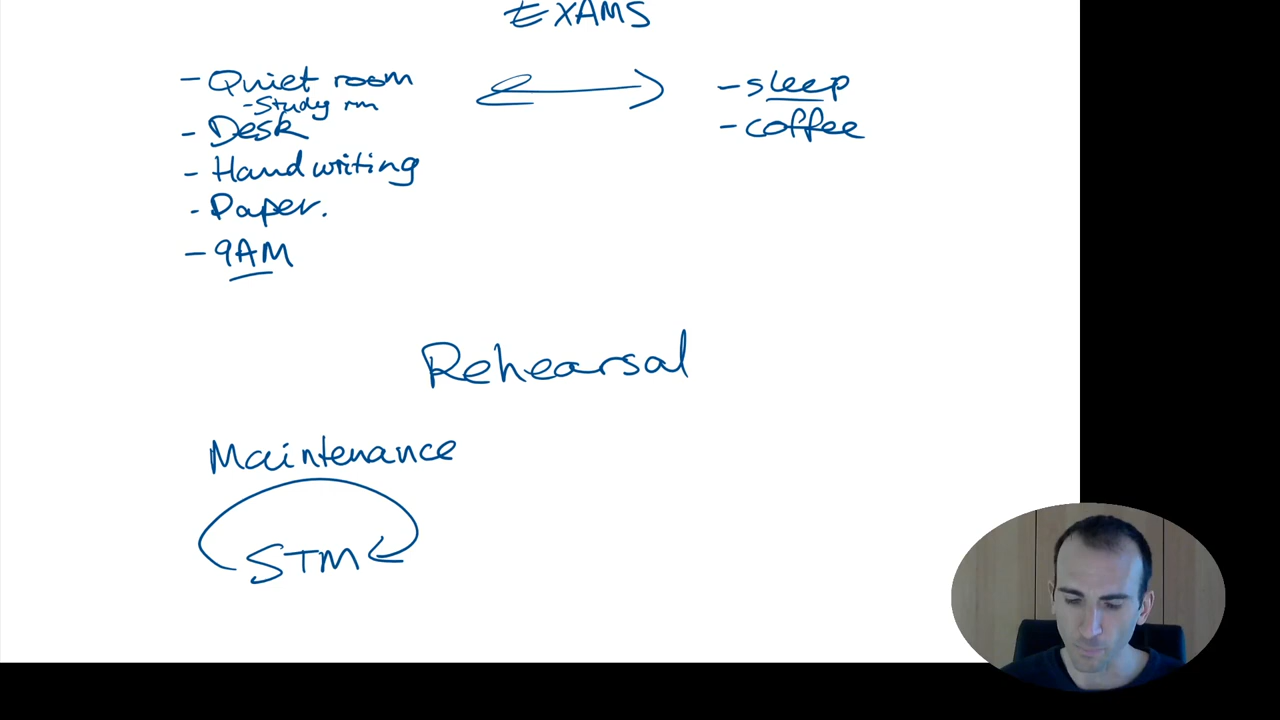 EXAMS
- Quiet room
- Study rm
- Desk
- Handwriting
- Paper.
- 9AM
- sleep
- coffee
Rehearsal
Maintenance
STM